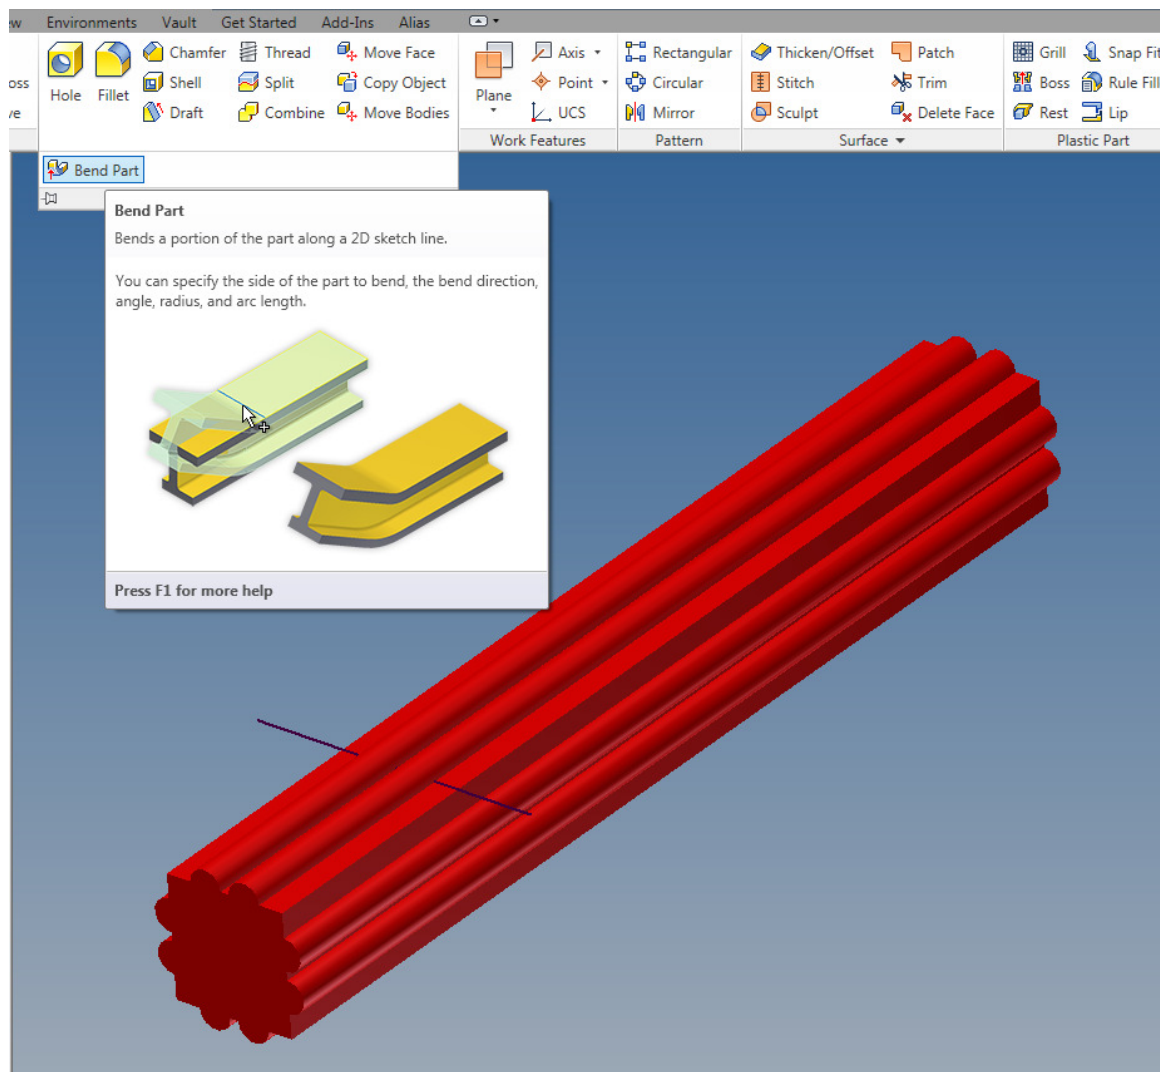 ew Environments Vault Get Started Add-Ins Alias
Hole Fillet Chamfer Shell Draft
Thread Split Combine
Move Face Copy Object Move Bodies
Plane Axis Point UCS
Work Features
Rectangular Circular Mirror
Pattern
Thicken/Offset Stitch Sculpt
Patch Trim Delete Face
Surface
Grill Boss Rest
Snap Fit Rule Fill Lip
Plastic Part
oss
ve
Bend Part
Bend Part
Bends a portion of the part along a 2D sketch line.
You can specify the side of the part to bend, the bend direction,
angle, radius, and arc length.
Press F1 for more help